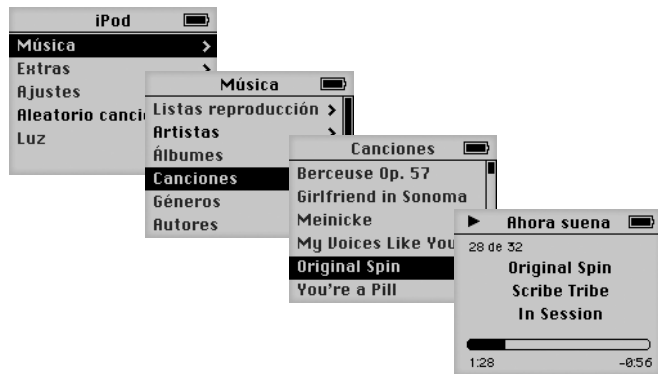 iPod
Música
Extras
Ajustes
Aleatorio canci
Luz
Música
Listas reproducción
Artistas
Álbumes
Canciones
Géneros
Autores
Canciones
Berceuse Op. 57
Girlfriend in Sonoma
Meinicke
My Voices Like You
Original Spin
You're a Pill
Ahora suena
28 de 32
Original Spin
Scribe Tribe
In Session
1:28 -0:56